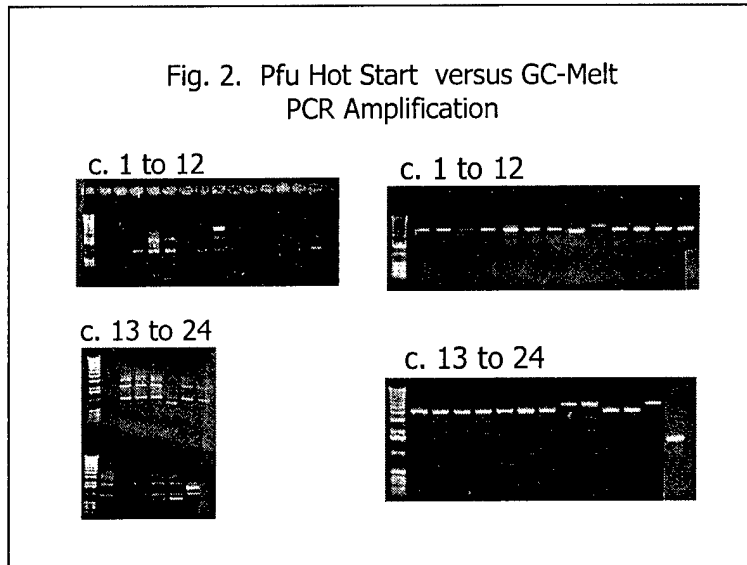 Fig. 2. Pfu Hot Start versus GC-Melt
PCR Amplification
c. 1 to 12
c. 1 to 12
c. 13 to 24
c. 13 to 24